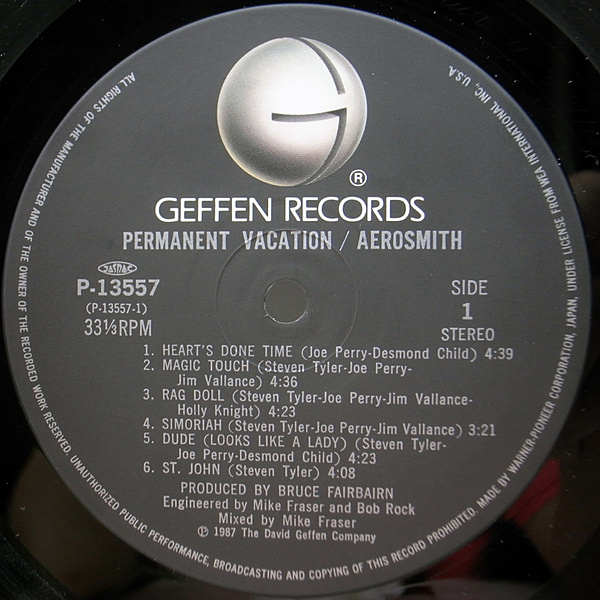 ®
GEFFEN RECORDS
PERMANENT VACATION / AEROSMITH
JASRAC
P-13557
(P-13557-1)
33⅓RPM
SIDE
1
STEREO
1. HEART'S DONE TIME (Joe Perry-Desmond Child) 4:39
2. MAGIC TOUCH (Steven Tyler-Joe Perry-
Jim Vallance) 4:36
3. RAG DOLL (Steven Tyler-Joe Perry-Jim Vallance-
Holly Knight) 4:23
4. SIMORIAH (Steven Tyler-Joe Perry-Jim Vallance) 3:21
5. DUDE (LOOKS LIKE A LADY) (Steven Tyler-
Joe Perry-Desmond Child) 4:23
6. ST. JOHN (Steven Tyler) 4:08
PRODUCED BY BRUCE FAIRBAIRN
Engineered by Mike Fraser and Bob Rock
Mixed by Mike Fraser
℗ 1987 The David Geffen Company
ALL RIGHTS OF THE MANUFACTURER AND OF THE OWNER OF THE RECORDED WORK RESERVED. UNAUTHORIZED PUBLIC PERFORMANCE, BROADCASTING AND COPYING OF THIS RECORD PROHIBITED. MADE BY WARNER-PIONEER CORPORATION, JAPAN, UNDER LICENSE FROM WEA INTERNATIONAL INC., U.S.A.